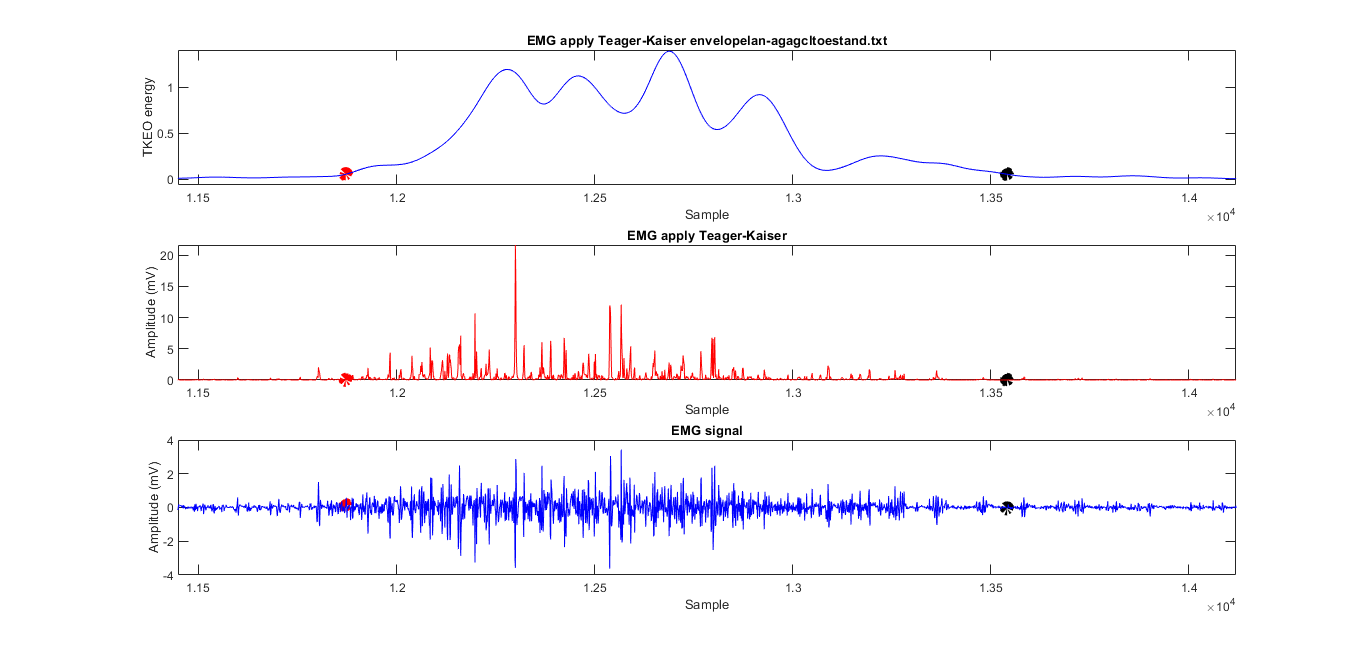 EMG apply Teager-Kaiser envelopelan-agagcltoestand.txt
TKEO energy
1
0.5
0
1.15 1.2 1.25 1.3 1.35 1.4
×10^4
Sample
EMG apply Teager-Kaiser
Amplitude (mV)
20
15
10
5
0
1.15 1.2 1.25 1.3 1.35 1.4
×10^4
Sample
EMG signal
Amplitude (mV)
4
2
0
-2
-4
1.15 1.2 1.25 1.3 1.35 1.4
×10^4
Sample